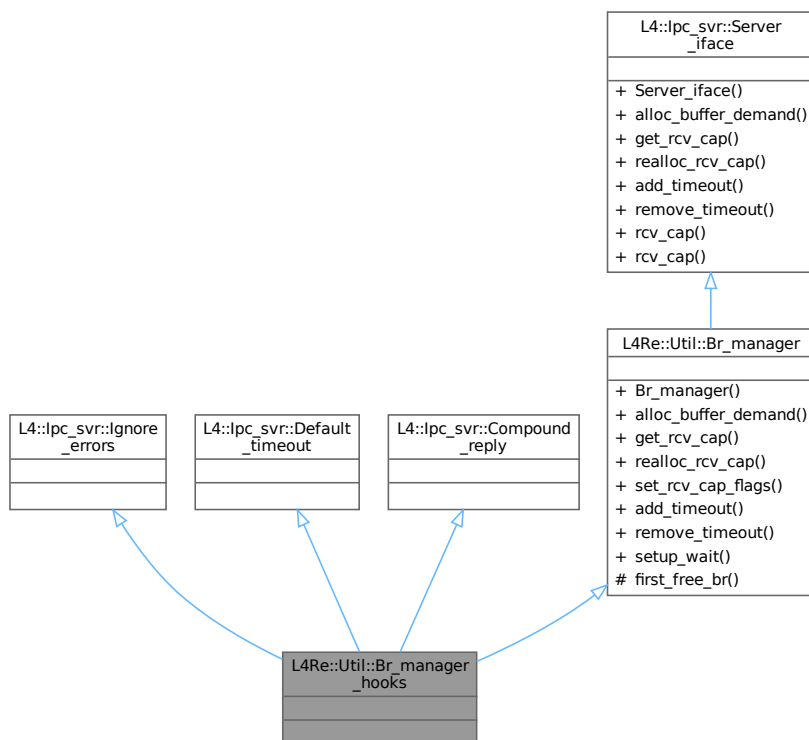 L4::Ipc_svr::Server
_iface
+ Server_iface()
+ alloc_buffer_demand()
+ get_rcv_cap()
+ realloc_rcv_cap()
+ add_timeout()
+ remove_timeout()
+ rcv_cap()
+ rcv_cap()
L4Re::Util::Br_manager
+ Br_manager()
+ alloc_buffer_demand()
+ get_rcv_cap()
+ realloc_rcv_cap()
+ set_rcv_cap_flags()
+ add_timeout()
+ remove_timeout()
+ setup_wait()
# first_free_br()
L4::Ipc_svr::Ignore
_errors
L4::Ipc_svr::Default
_timeout
L4::Ipc_svr::Compound
_reply
L4Re::Util::Br_manager
_hooks